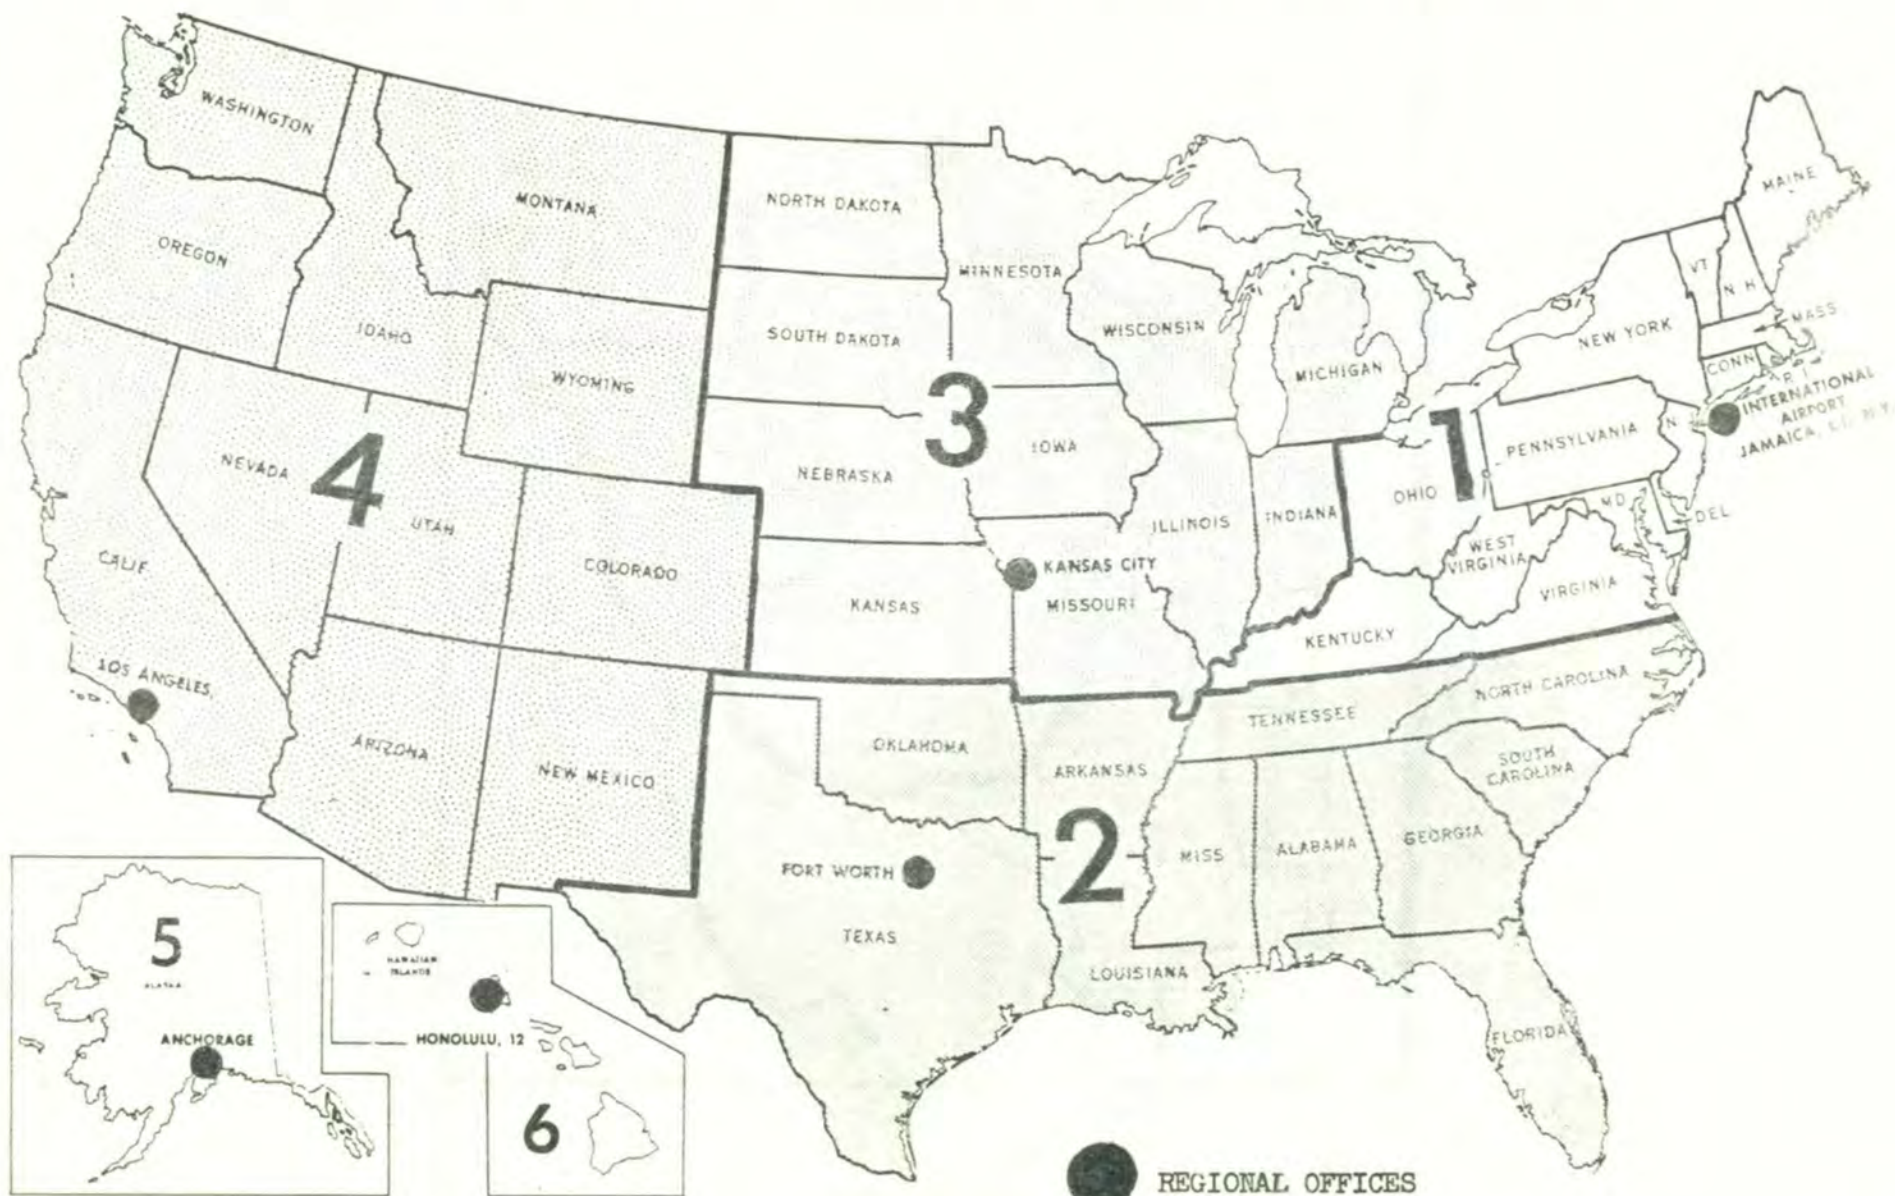 WASHINGTON
MONTANA
NORTH DAKOTA
MINNESOTA
MAINE
OREGON
IDAHO
WYOMING
SOUTH DAKOTA
WISCONSIN
MICHIGAN
NEW YORK
VT
N H
MASS
CONN
R I
3
1
INTERNATIONAL
AIRPORT
JAMAICA, L.I. N.Y.
4
NEVADA
UTAH
NEBRASKA
IOWA
ILLINOIS
INDIANA
OHIO
PENNSYLVANIA
N
MD
DEL
CALIF
COLORADO
KANSAS
KANSAS CITY
MISSOURI
WEST
VIRGINIA
VIRGINIA
KENTUCKY
LOS ANGELES,
ARIZONA
NEW MEXICO
OKLAHOMA
ARKANSAS
TENNESSEE
NORTH CAROLINA
SOUTH
CAROLINA
2
FORT WORTH
TEXAS
MISS
ALABAMA
GEORGIA
LOUISIANA
FLORIDA
5
ALASKA
ANCHORAGE
HAWAIIAN
ISLANDS
HONOLULU, 12
6
REGIONAL OFFICES